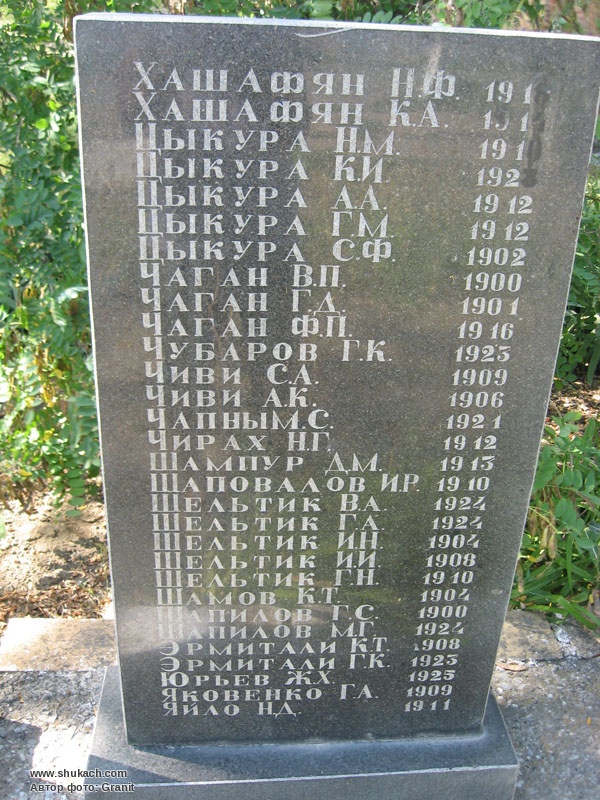 ХАШАФЯН П.Ф.
ХАШАФЯН К.А.
ЦЫКУРА Н.М.
ЦЫКУРА К.И.
ЦЫКУРА А.А. 1912
ЦЫКУРА Г.М. 1912
ЦЫКУРА С.Ф. 1902
ЧАГАН В.П. 1900
ЧАГАН Г.Д. 1901
ЧАГАН Ф.П. 1916
ЧУБАРОВ Г.К. 1923
ЧИВИ С.А. 1909
ЧИВИ А.К. 1906
ЧАПНЫ М.С. 1921
ЧИРАХ Н.Г. 1912
ШАМПУР Д.М. 1913
ШАПОВАЛОВ И.Р. 1910
ШЕЛЬТИК В.А. 1924
ШЕЛЬТИК Г.А. 1924
ШЕЛЬТИК И.Н. 1904
ШЕЛЬТИК И.И. 1908
ШЕЛЬТИК Г.Н. 1910
ШАМОВ К.Т. 1904
ШАПИЛОВ Г.С. 1900
ШАПИЛОВ М.Г. 1924
ЭРМИТАЛИ К.Т. 1908
ЭРМИТАЛИ Г.К. 1923
ЮРЬЕВ Ж.Х. 1923
ЯКОВЕНКО Г.А. 1909
ЯЙЛО Н.Д. 1911
www.shukach.com
Автор фото: Granit